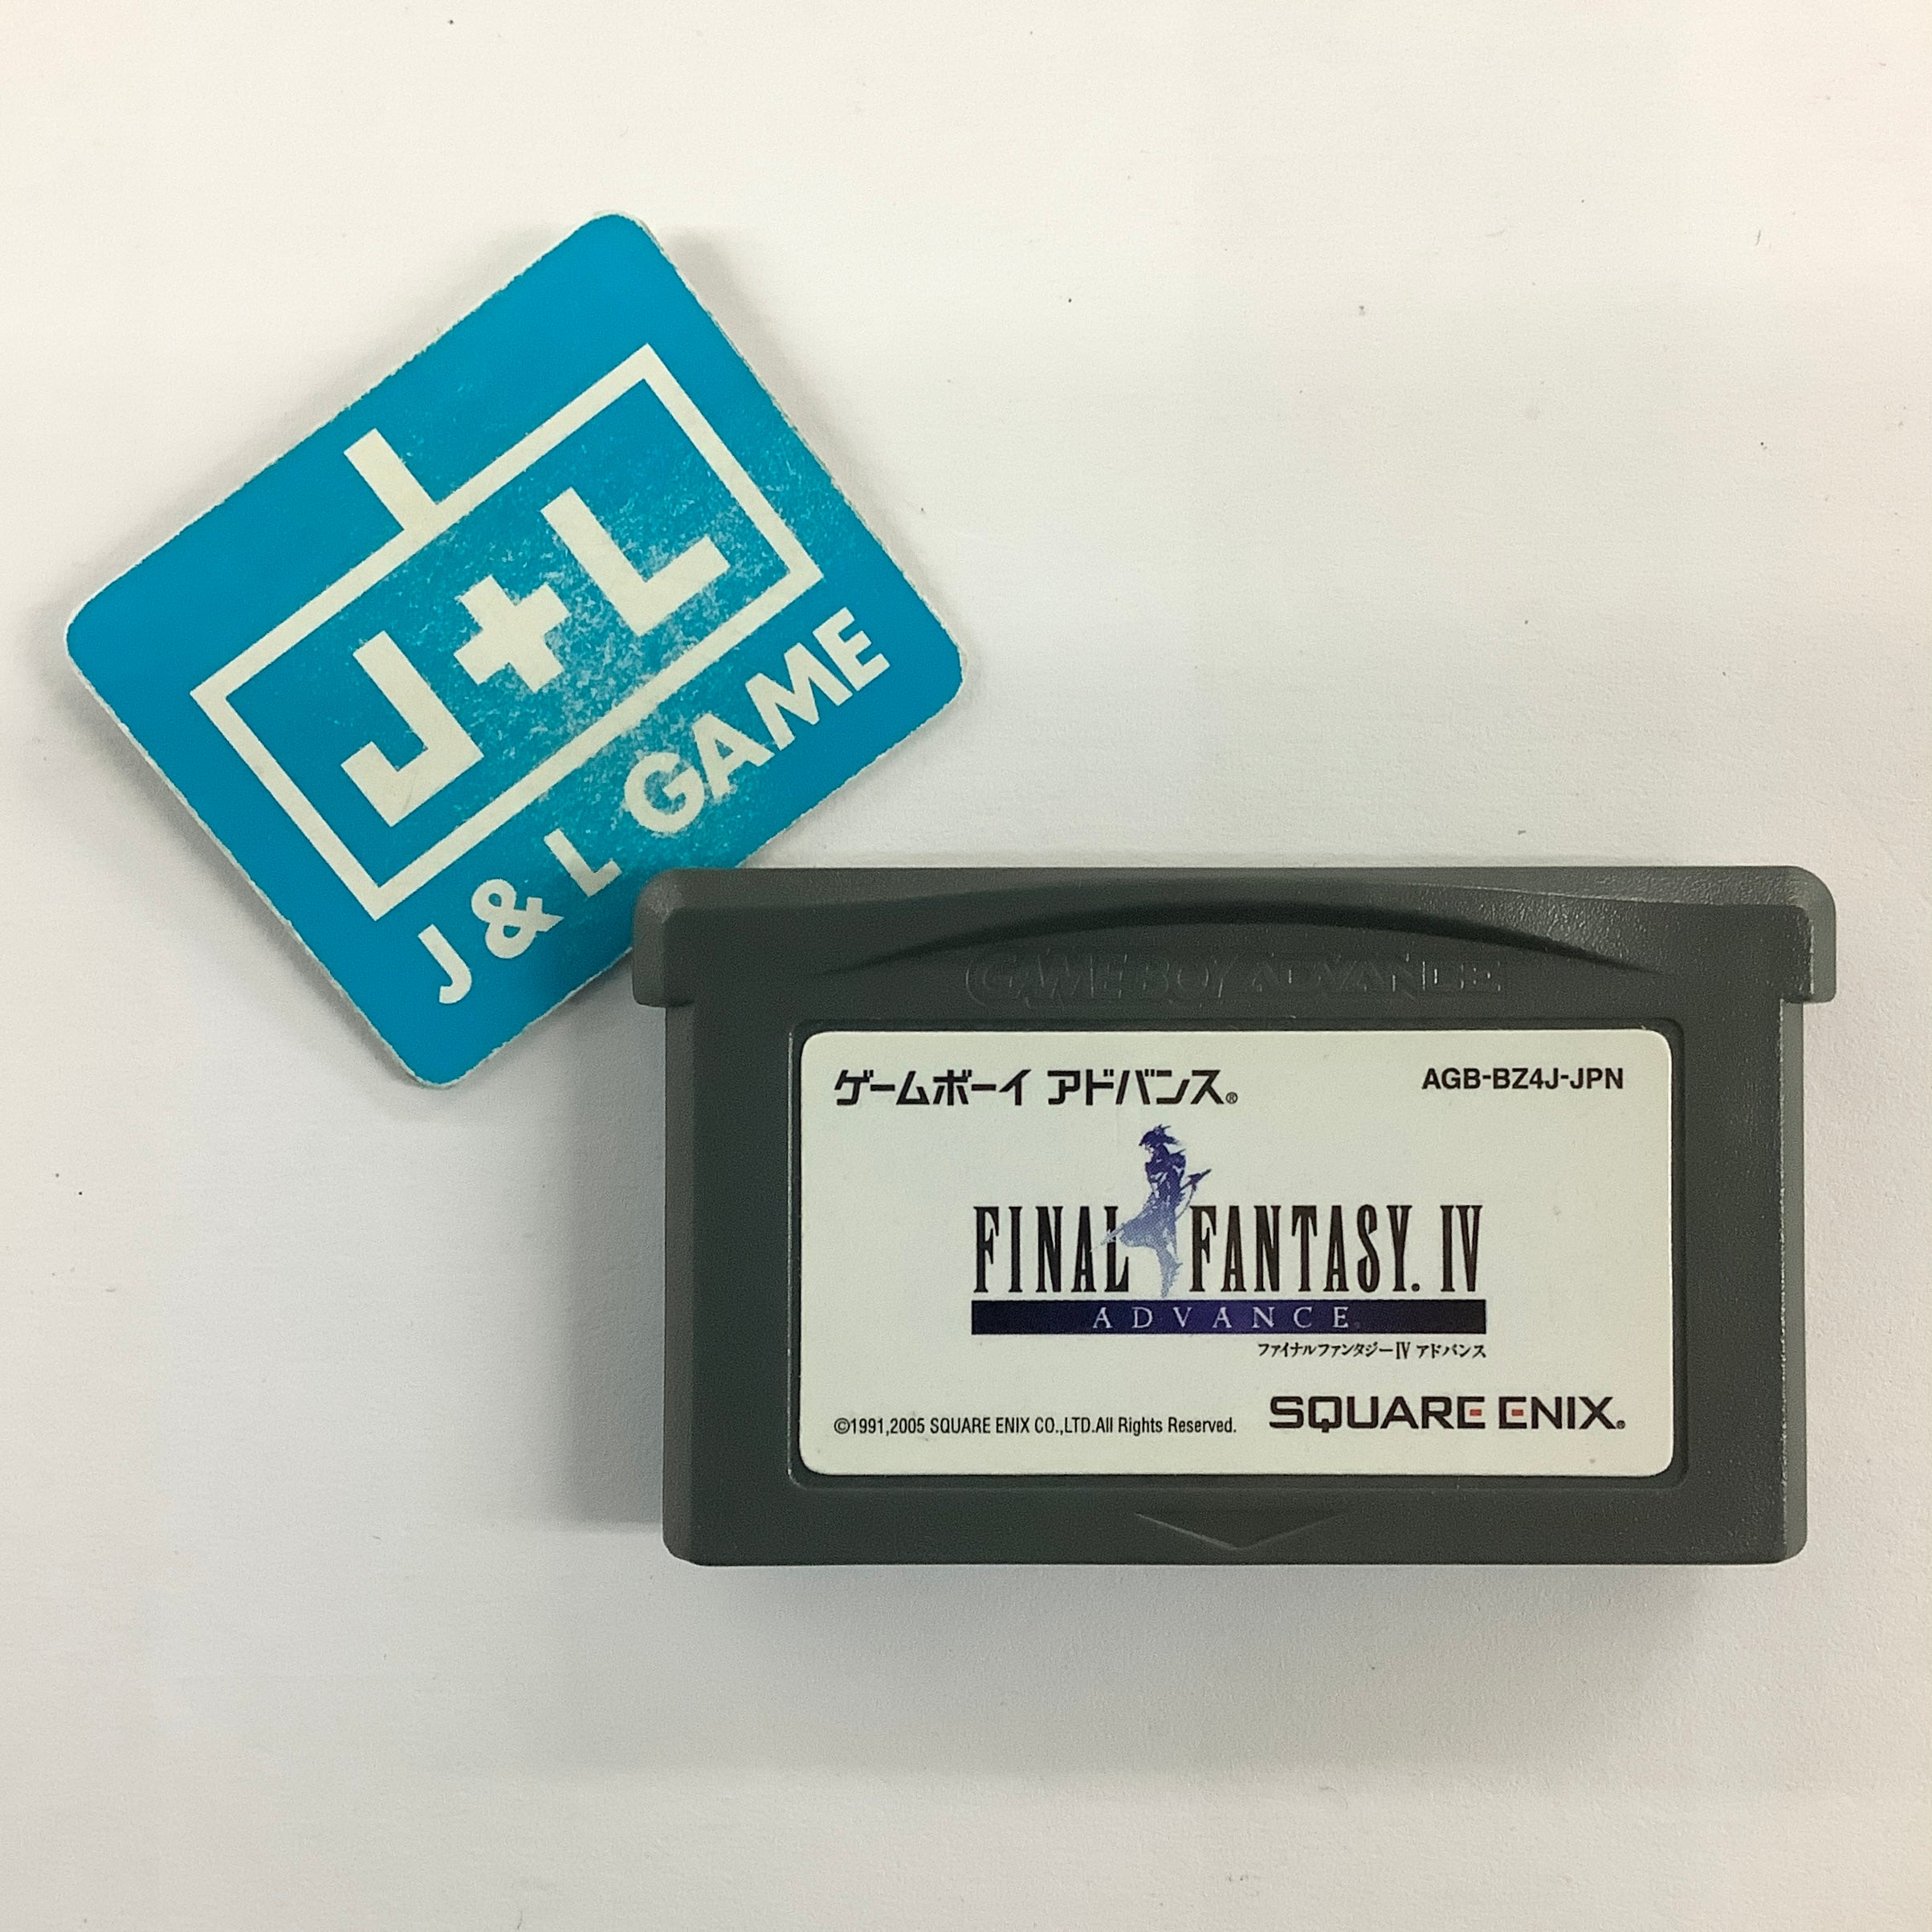 J+L
J & L GAME
GAME BOY ADVANCE
ゲームボーイ アドバンス®
AGB-BZ4J-JPN
FINAL FANTASY. IV
ADVANCE
ファイナルファンタジーIV アドバンス
©1991,2005 SQUARE ENIX CO.,LTD.All Rights Reserved.
SQUARE ENIX®